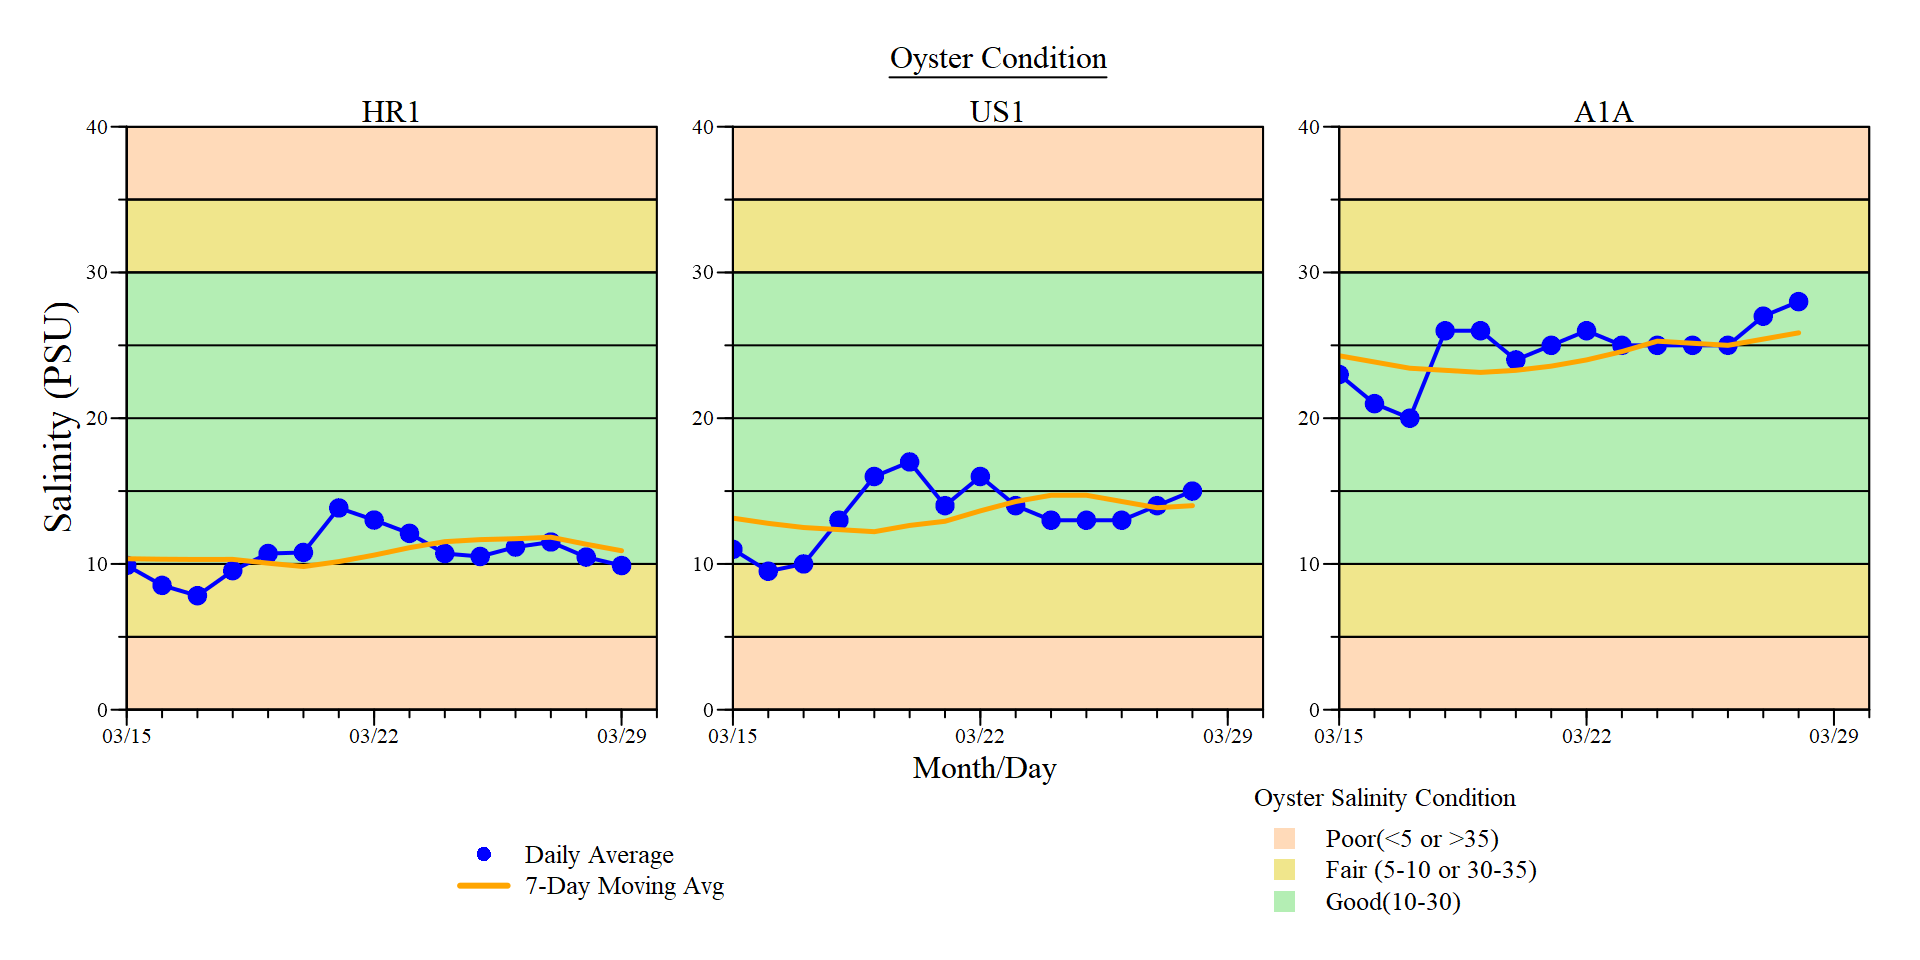 Oyster Condition
HR1
US1
A1A
Salinity (PSU)
40
30
20
10
0
03/15
03/22
03/29
40
30
20
10
0
03/15
03/22
03/29
40
30
20
10
0
03/15
03/22
03/29
Month/Day
Daily Average
7-Day Moving Avg
Oyster Salinity Condition
Poor(<5 or >35)
Fair (5-10 or 30-35)
Good(10-30)